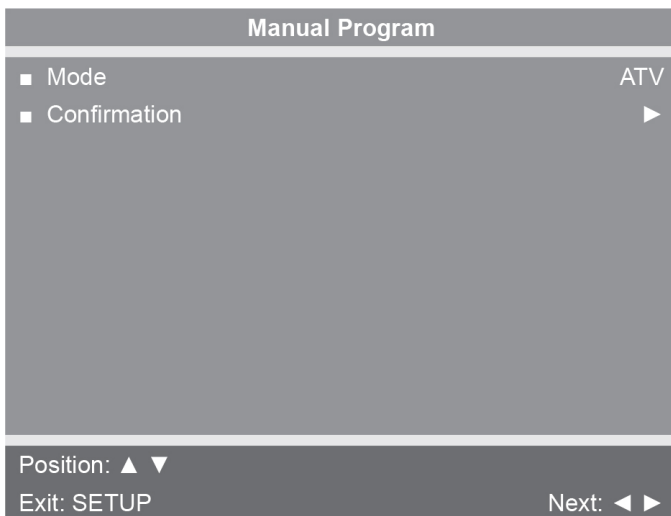 Manual Program
■ Mode ATV
■ Confirmation ►
Position: ▲ ▼
Exit: SETUP Next: ◄ ►